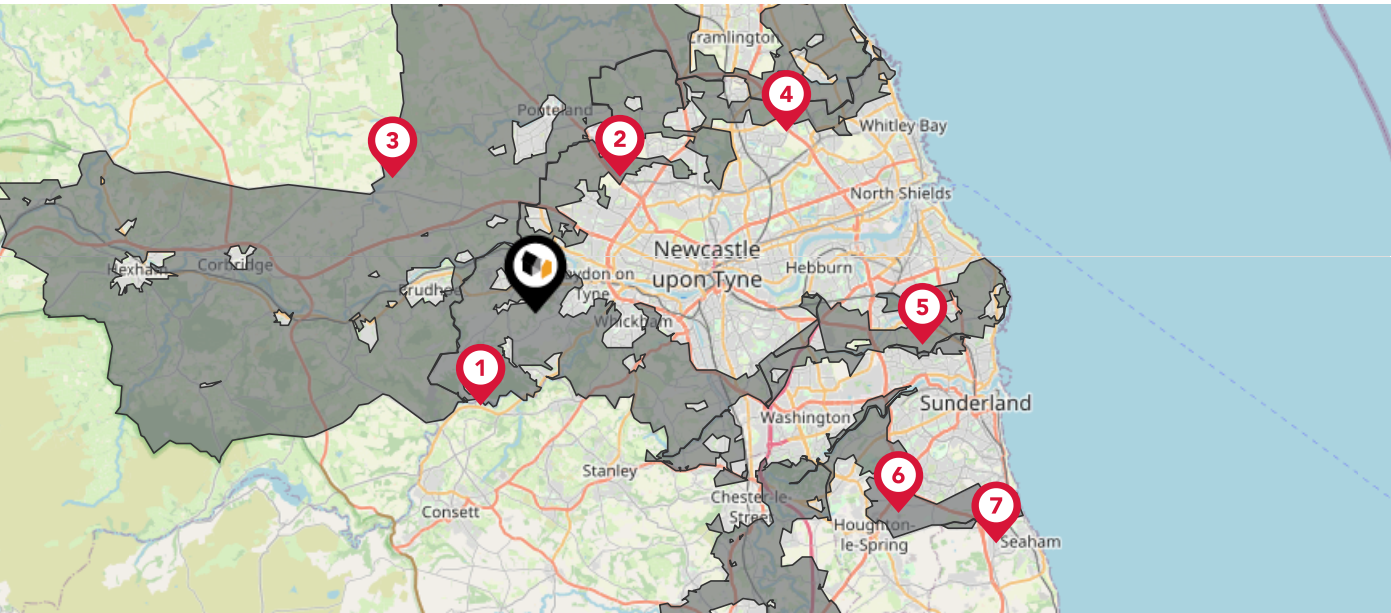 Cramlington
4
Ponteland
3
2
Whitley Bay
North Shields
Newcastle
upon Tyne
Hebburn
Hexham
Corbridge
Prudhoe
Blaydon on
Tyne
Whickham
5
1
Sunderland
Washington
Stanley
6
Consett
Chester-le-
Street
7
Houghton-
le-Spring
Seaham